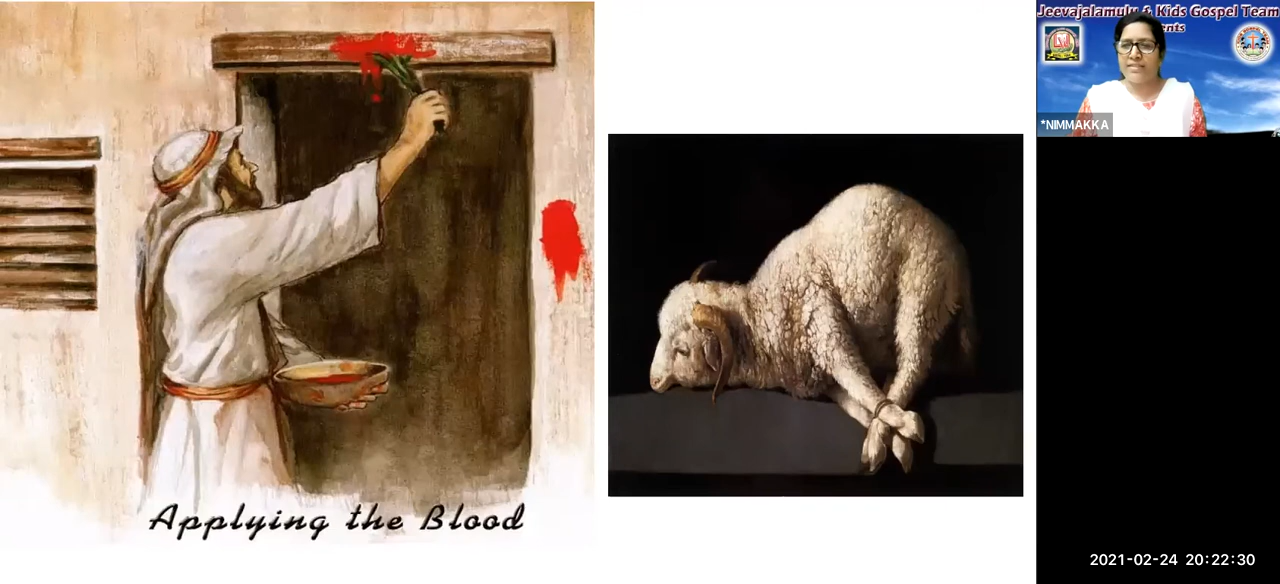 Applying the Blood
Jeevajalamulu & Kids Gospel Team
*NIMMAKKA
2021-02-24 20:22:30